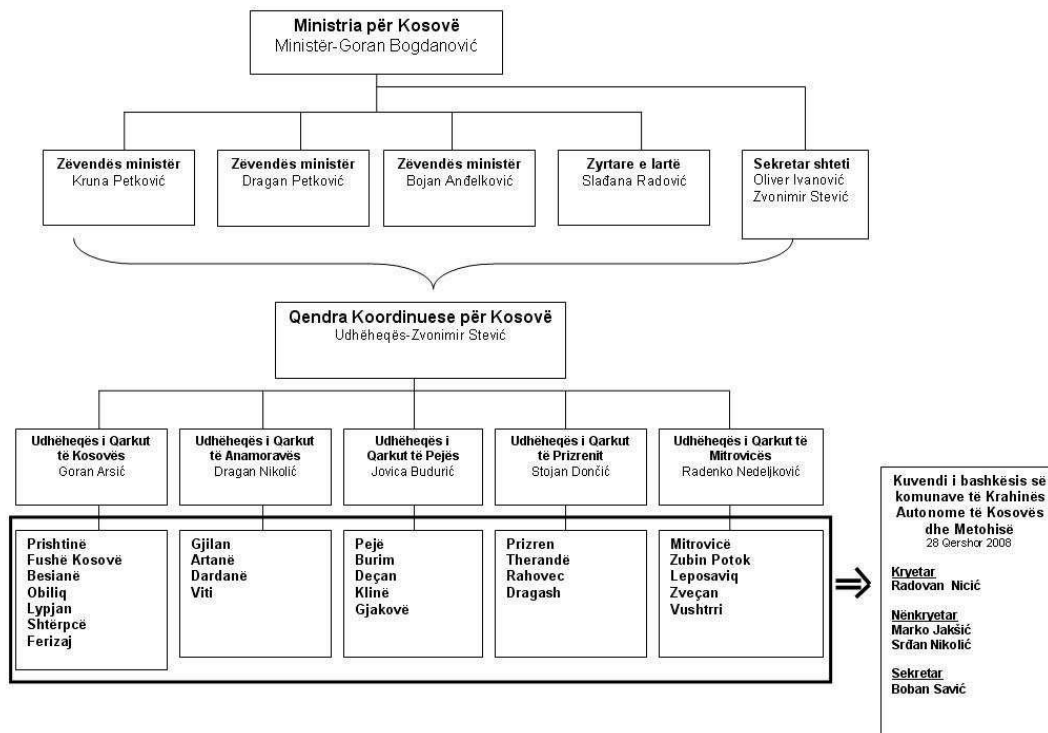 Ministria për Kosovë
Ministër-Goran Bogdanović
Zëvendës ministër
Kruna Petković
Zëvendës ministër
Dragan Petković
Zëvendës ministër
Bojan Anđelković
Zyrtare e lartë
Slađana Radović
Sekretar shteti
Oliver Ivanović
Zvonimir Stević
Qendra Koordinuese për Kosovë
Udhëheqës-Zvonimir Stević
Udhëheqës i Qarkut
të Kosovës
Goran Arsić
Udhëheqës i Qarkut
të Anamoravës
Dragan Nikolić
Udhëheqës i
Qarkut të Pejës
Jovica Budurić
Udhëheqës i Qarkut
të Prizrenit
Stojan Dončić
Udhëheqës i Qarkut të
Mitrovicës
Radenko Nedeljković
Prishtinë
Fushë Kosovë
Besianë
Obiliq
Lypjan
Shtërpcë
Ferizaj
Gjilan
Artanë
Dardanë
Viti
Pejë
Burim
Deçan
Klinë
Gjakovë
Prizren
Therandë
Rahovec
Dragash
Mitrovicë
Zubin Potok
Leposaviq
Zveçan
Vushtrri
Kuvendi i bashkësis së
komunave të Krahinës
Autonome të Kosovës
dhe Metohisë
28 Qershor 2008
Kryetar
Radovan Nicić
Nënkryetar
Marko Jakšić
Srđan Nikolić
Sekretar
Boban Savić